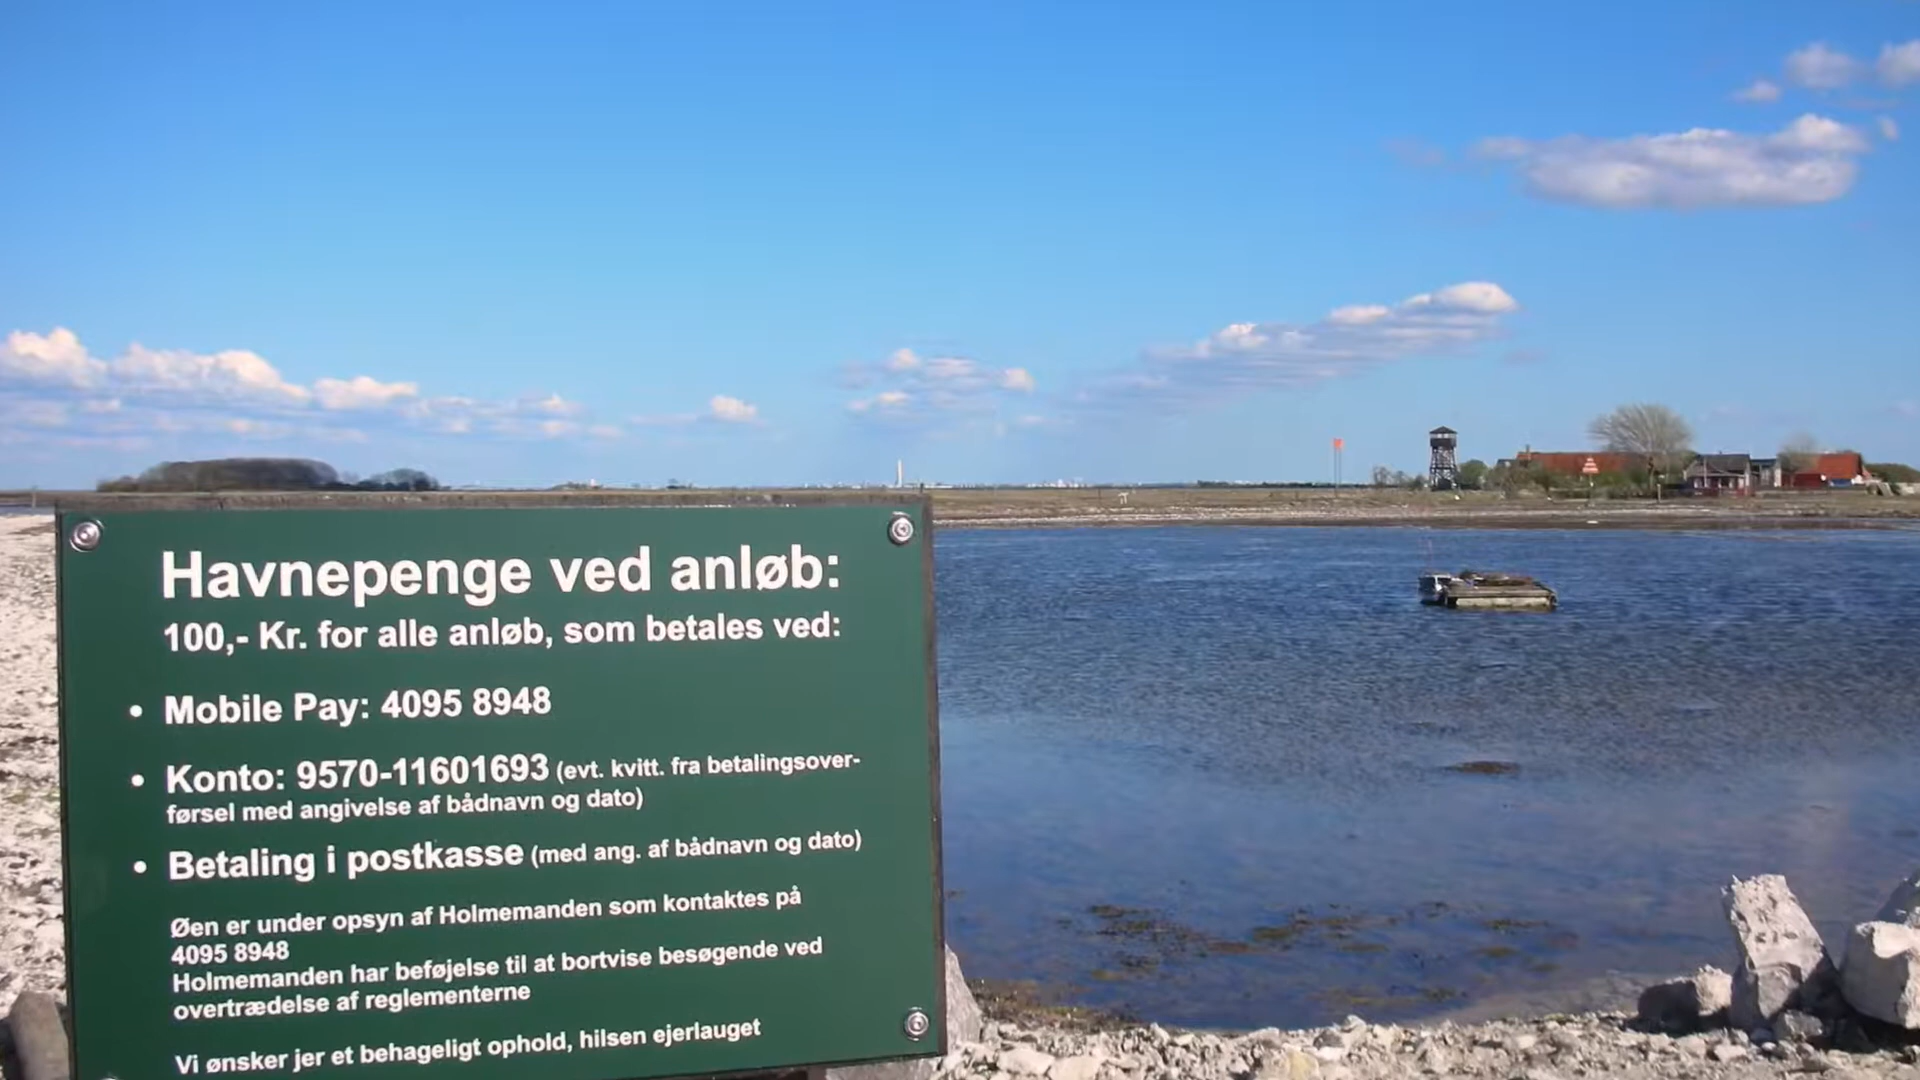 Havnepenge ved anløb:
100,- Kr. for alle anløb, som betales ved:
• Mobile Pay: 4095 8948
• Konto: 9570-11601693 (evt. kvitt. fra betalingsover-
førsel med angivelse af bådnavn og dato)
• Betaling i postkasse (med ang. af bådnavn og dato)
Øen er under opsyn af Holmemanden som kontaktes på
4095 8948
Holmemanden har beføjelse til at bortvise besøgende ved
overtrædelse af reglementerne
Vi ønsker jer et behageligt ophold, hilsen ejerlauget